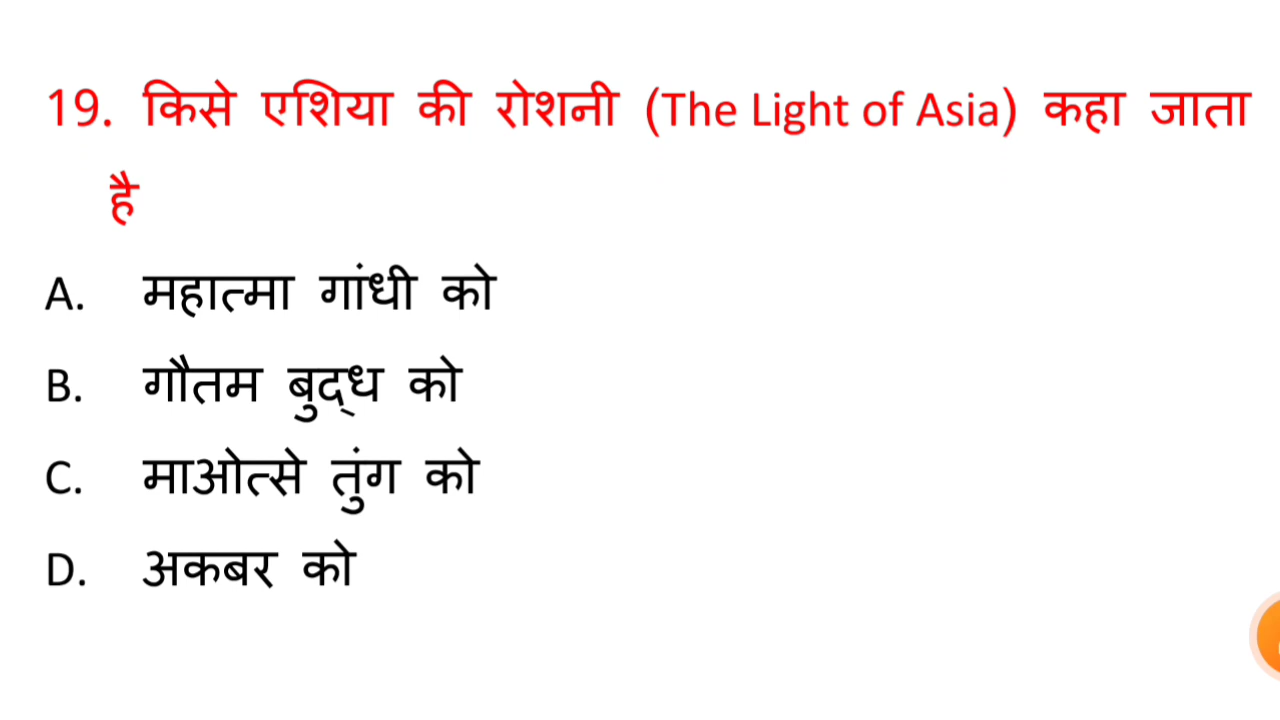 19. किसे एशिया की रोशनी (The Light of Asia) कहा जाता
है
A. महात्मा गांधी को
B. गौतम बुद्ध को
C. माओत्से तुंग को
D. अकबर को